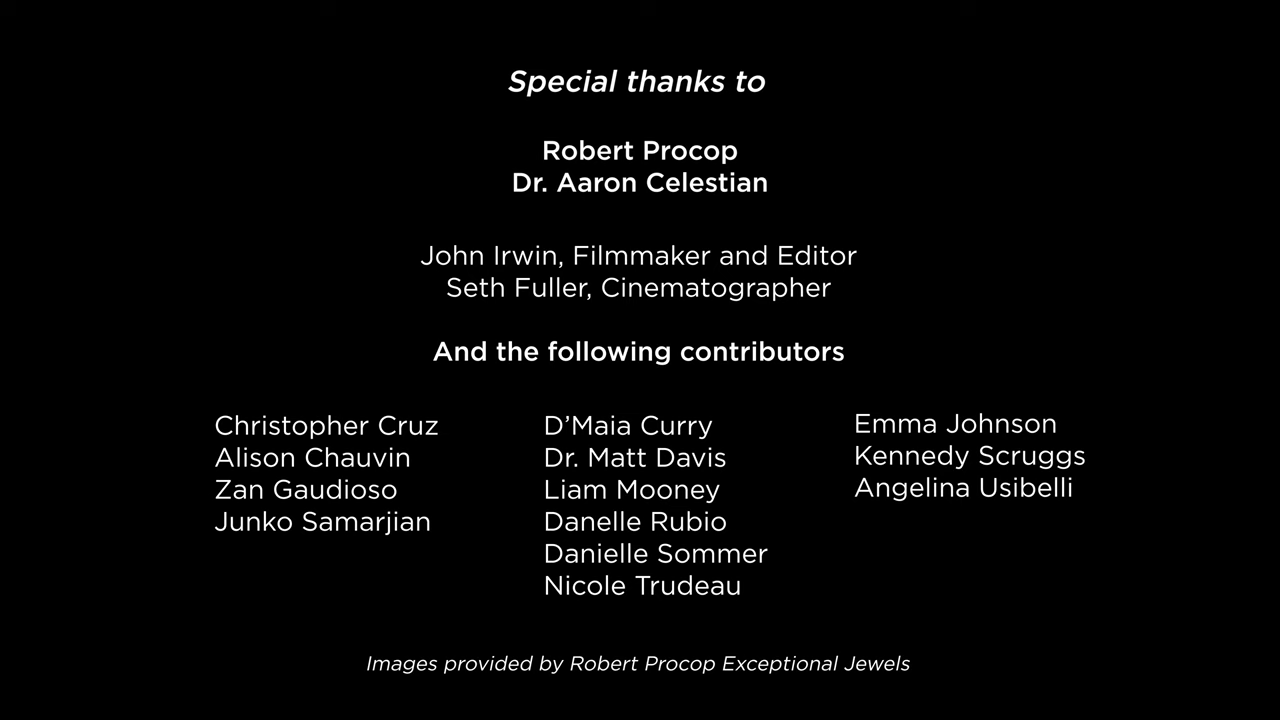 Special thanks to
Robert Procop
Dr. Aaron Celestian
John Irwin, Filmmaker and Editor
Seth Fuller, Cinematographer
And the following contributors
Christopher Cruz
Alison Chauvin
Zan Gaudioso
Junko Samarjian
D’Maia Curry
Dr. Matt Davis
Liam Mooney
Danelle Rubio
Danielle Sommer
Nicole Trudeau
Emma Johnson
Kennedy Scruggs
Angelina Usibelli
Images provided by Robert Procop Exceptional Jewels